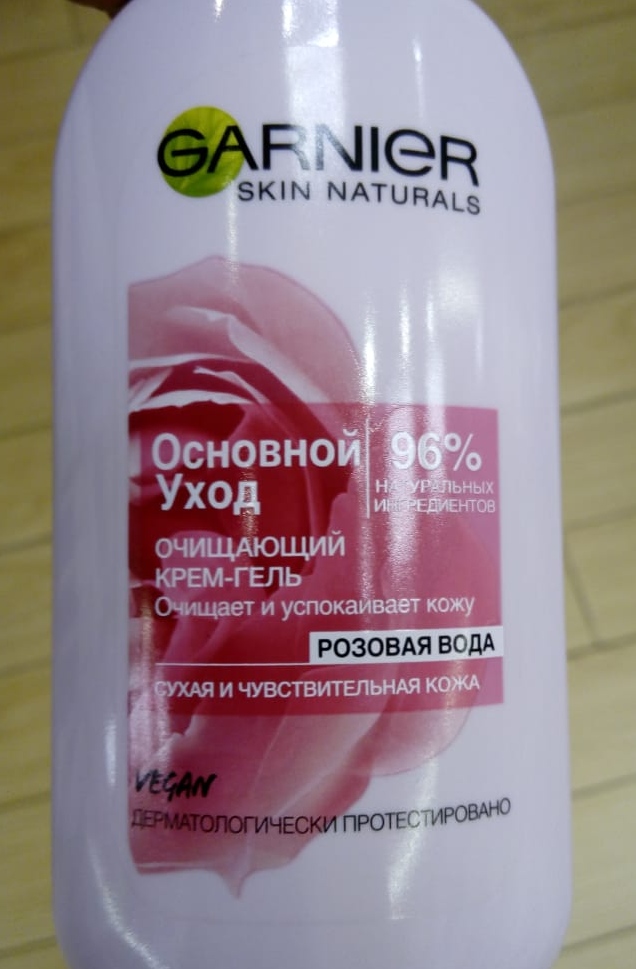 GARNIER
SKIN NATURALS
Основной
Уход
96%
НАТУРАЛЬНЫХ
ИНГРЕДИЕНТОВ
ОЧИЩАЮЩИЙ
КРЕМ-ГЕЛЬ
Очищает и успокаивает кожу
РОЗОВАЯ ВОДА
СУХАЯ И ЧУВСТВИТЕЛЬНАЯ КОЖА
VEGAN
ДЕРМАТОЛОГИЧЕСКИ ПРОТЕСТИРОВАНО